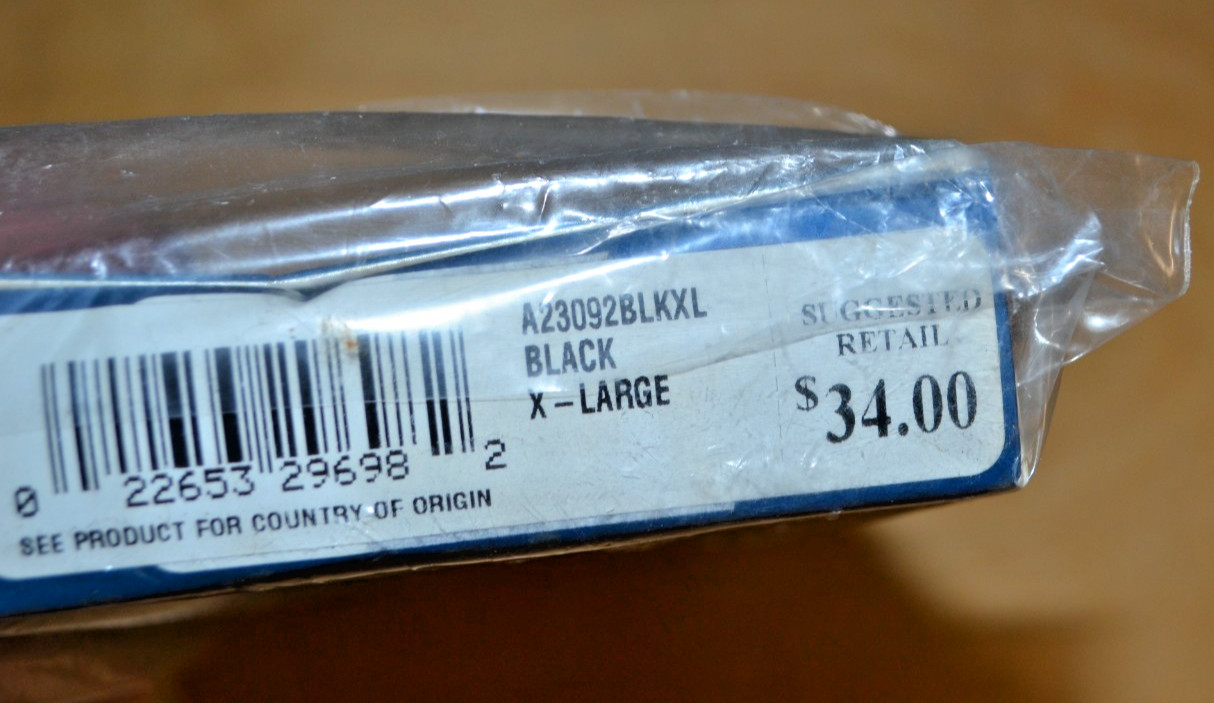 A23092BLKXL
BLACK
X-LARGE
SUGGESTED
RETAIL
$34.00
0 22653 29698 2
SEE PRODUCT FOR COUNTRY OF ORIGIN